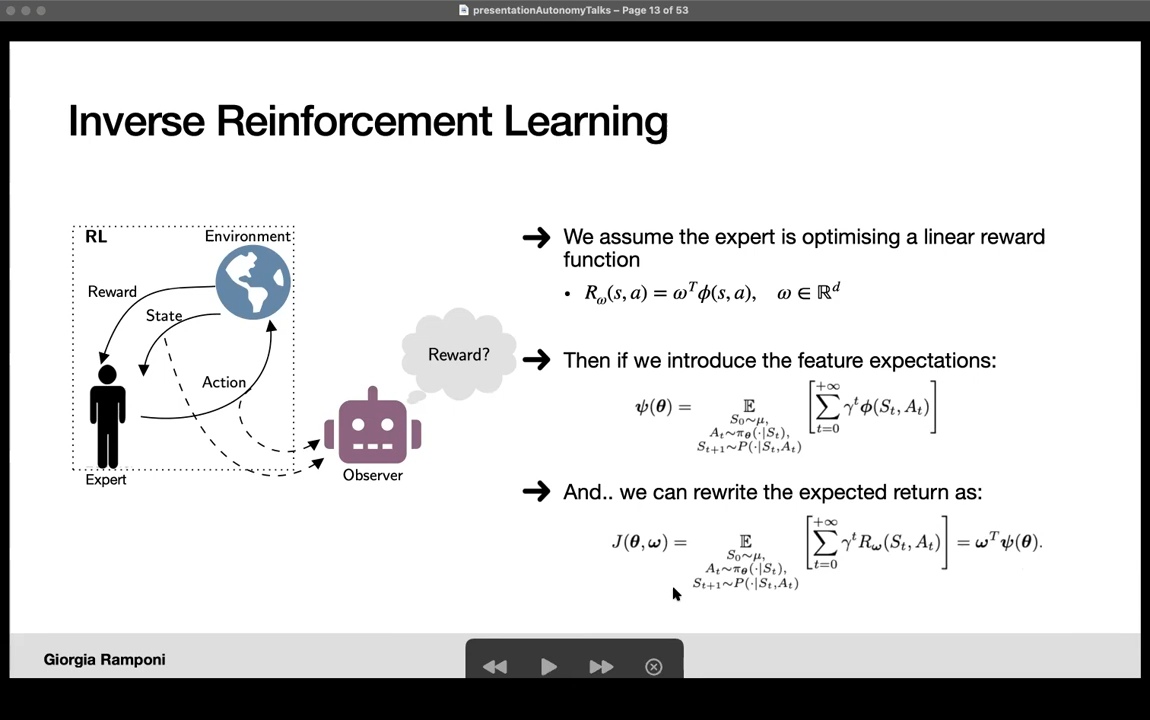 presentationAutonomyTalks – Page 13 of 53
Inverse Reinforcement Learning
RL
Environment
Reward
State
Action
Expert
Reward?
Observer
→ We assume the expert is optimising a linear reward
function
• R_ω(s, a) = ω^T ϕ(s, a), ω ∈ ℝ^d
→ Then if we introduce the feature expectations:
ψ(θ) = 𝔼_{S_0∼μ, A_t∼π_θ(·|S_t), S_{t+1}∼P(·|S_t,A_t)} [∑_{t=0}^{+∞} γ^t ϕ(S_t, A_t)]
→ And.. we can rewrite the expected return as:
J(θ, ω) = 𝔼_{S_0∼μ, A_t∼π_θ(·|S_t), S_{t+1}∼P(·|S_t,A_t)} [∑_{t=0}^{+∞} γ^t R_ω(S_t, A_t)] = ω^T ψ(θ).
Giorgia Ramponi